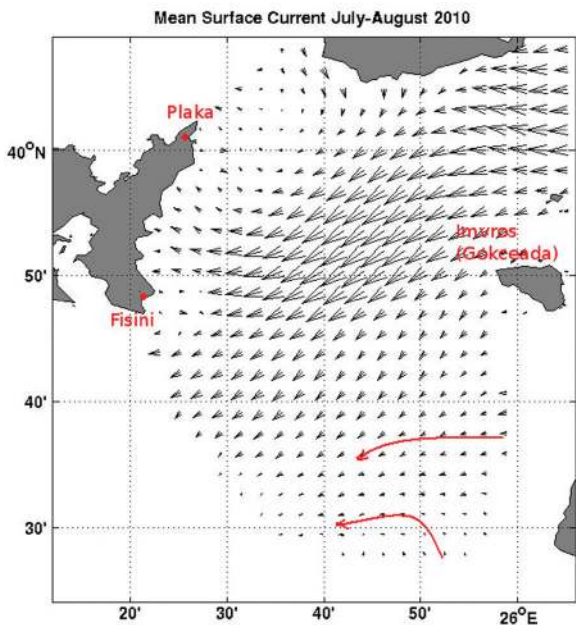 Mean Surface Current July-August 2010
Plaka
40°N
Imvros
(Gokceada)
50'
Fisini
40'
30'
20'
30'
40'
50'
26°E